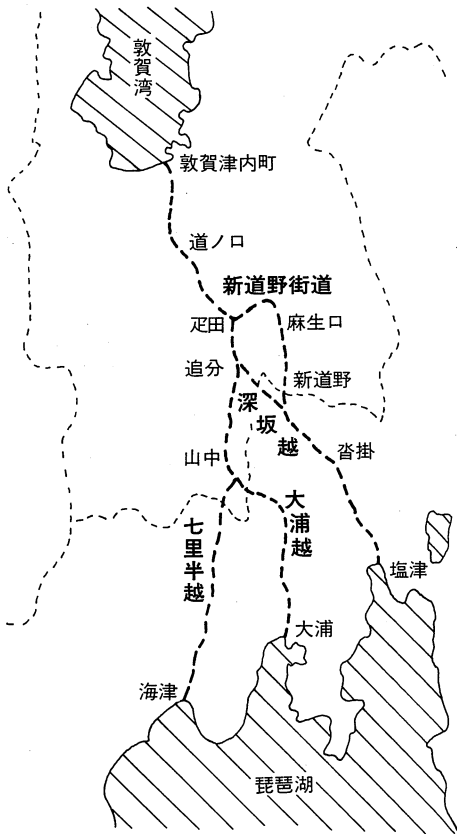 敦賀湾
敦賀津内町
道ノ口
新道野街道
疋田
麻生口
追分
新道野
深坂越
山中
沓掛
大浦越
七里半越
塩津
大浦
海津
琵琶湖